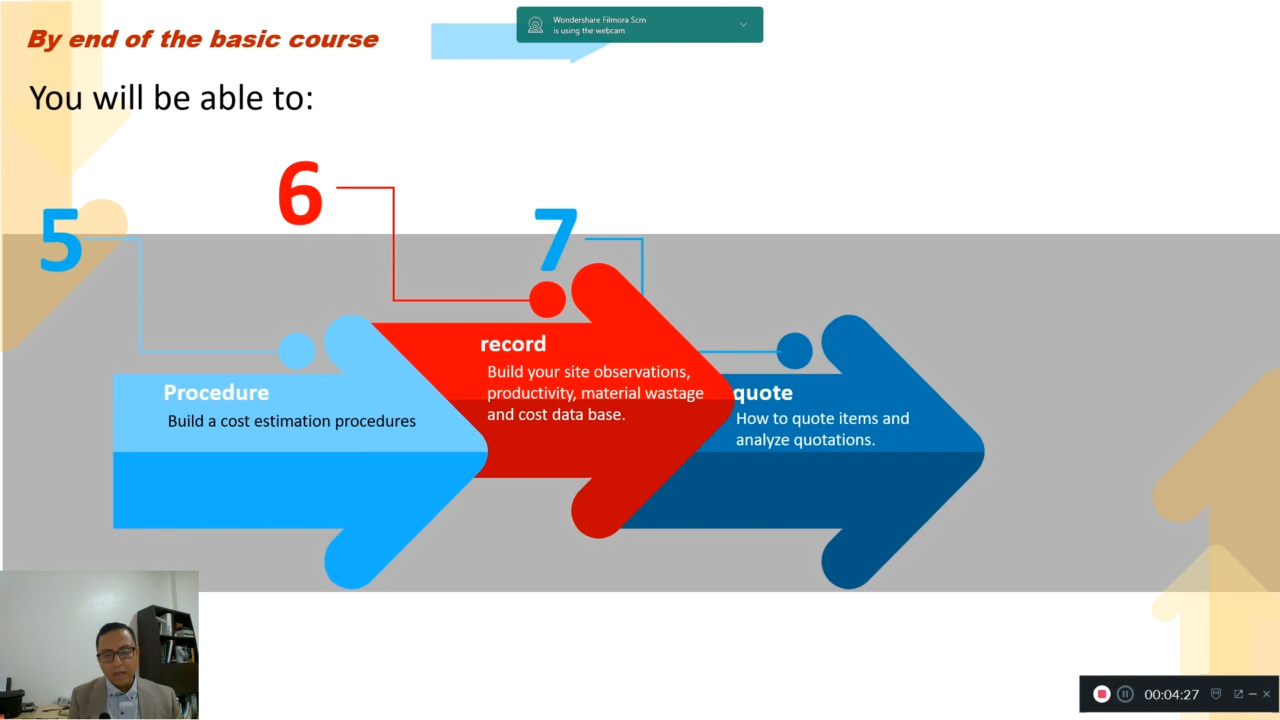 By end of the basic course
Wondershare Filmora Scrn
is using the webcam
You will be able to:
5
6
7
Procedure
Build a cost estimation procedures
record
Build your site observations,
productivity, material wastage
and cost data base.
quote
How to quote items and
analyze quotations.
00:04:27